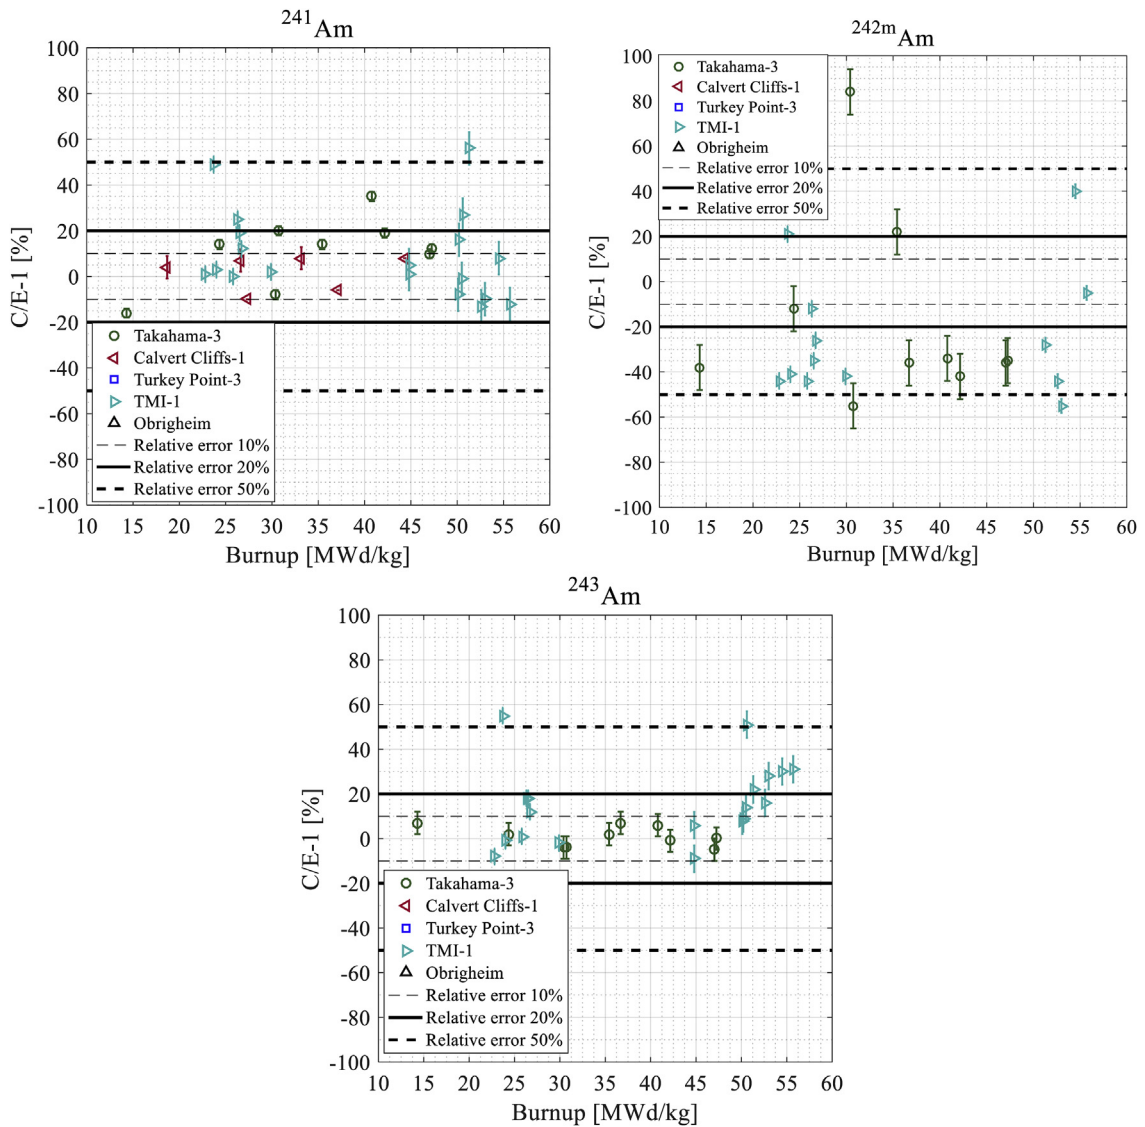 241Am
C/E-1 [%]
100
80
60
40
20
0
-20
-40
-60
-80
-100
Takahama-3
Calvert Cliffs-1
Turkey Point-3
TMI-1
Obrigheim
Relative error 10%
Relative error 20%
Relative error 50%
10 15 20 25 30 35 40 45 50 55 60
Burnup [MWd/kg]
242mAm
C/E-1 [%]
100
80
60
40
20
0
-20
-40
-60
-80
-100
Takahama-3
Calvert Cliffs-1
Turkey Point-3
TMI-1
Obrigheim
Relative error 10%
Relative error 20%
Relative error 50%
10 15 20 25 30 35 40 45 50 55 60
Burnup [MWd/kg]
243Am
C/E-1 [%]
100
80
60
40
20
0
-20
-40
-60
-80
-100
Takahama-3
Calvert Cliffs-1
Turkey Point-3
TMI-1
Obrigheim
Relative error 10%
Relative error 20%
Relative error 50%
10 15 20 25 30 35 40 45 50 55 60
Burnup [MWd/kg]